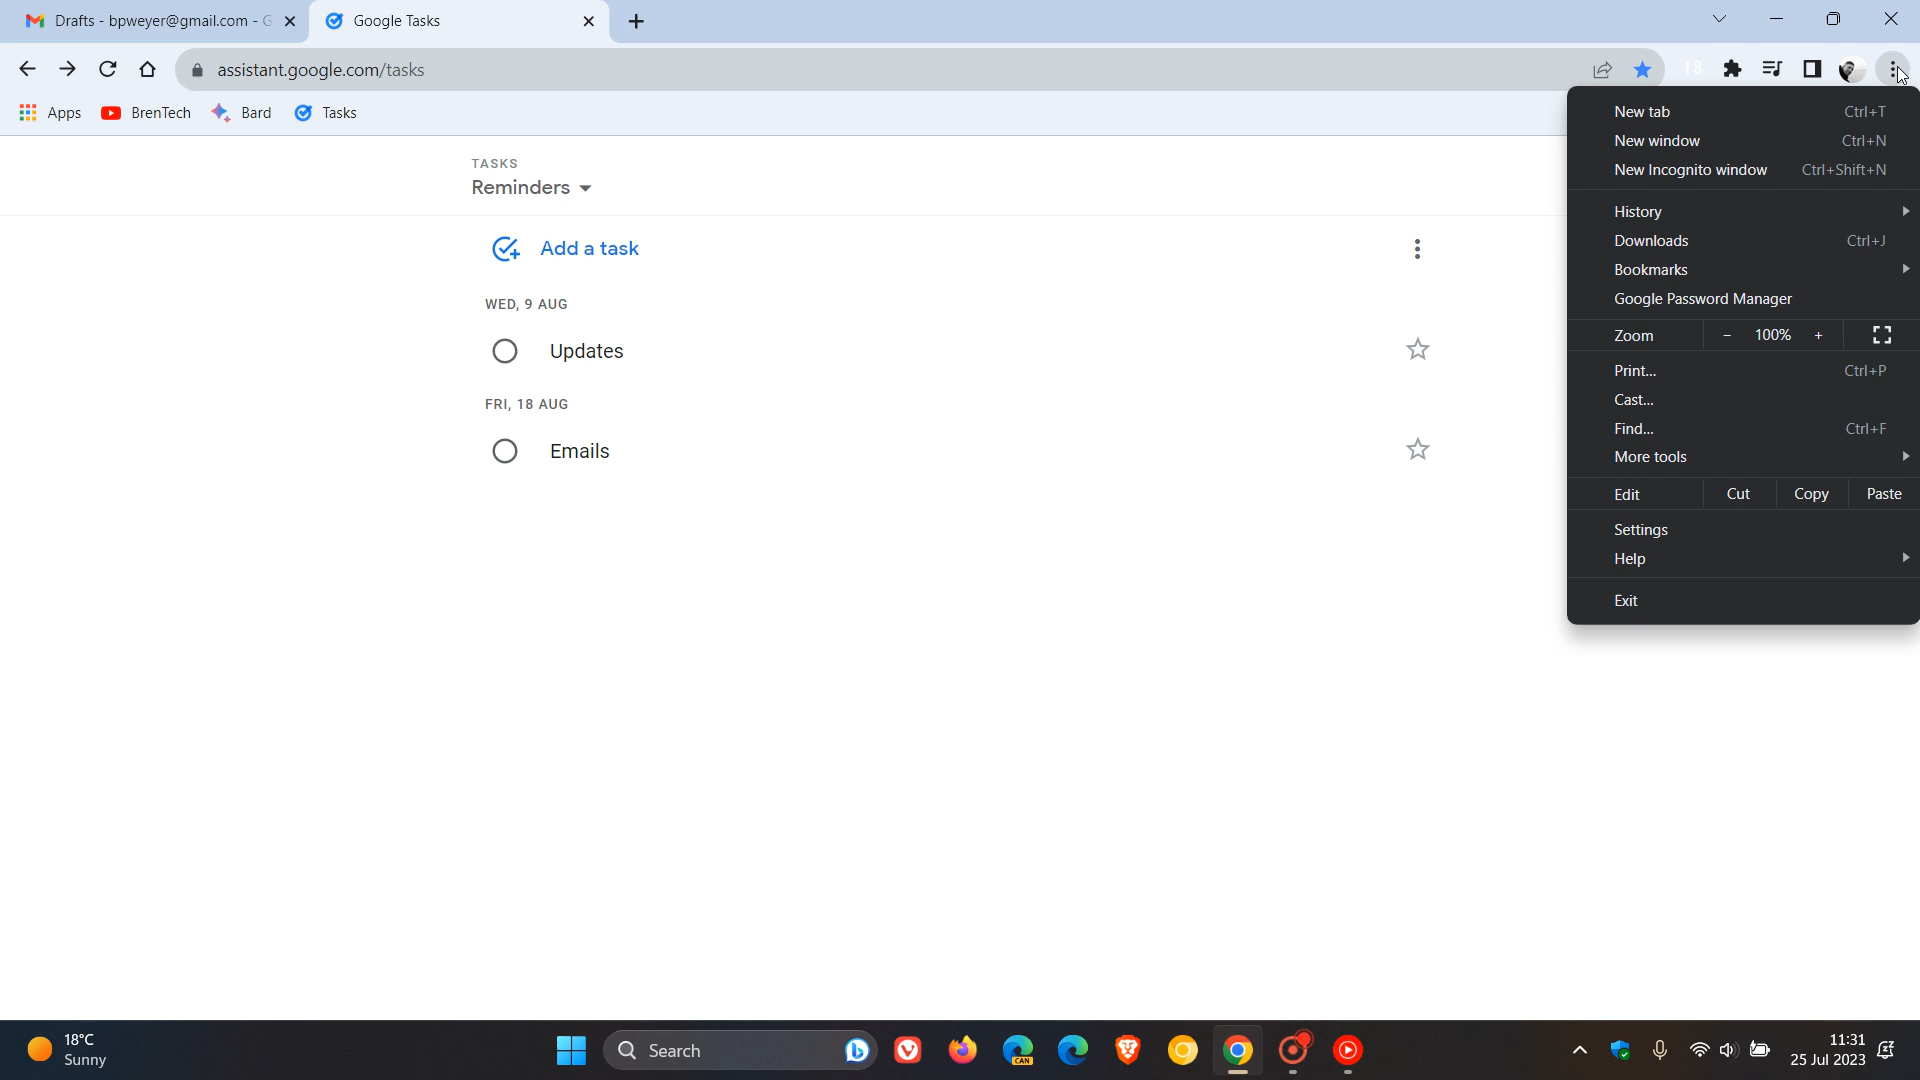 Drafts - bpweyer@gmail.com - G
Google Tasks
assistant.google.com/tasks
18
Apps
BrenTech
Bard
Tasks
TASKS
Reminders
Add a task
WED, 9 AUG
Updates
FRI, 18 AUG
Emails
New tab Ctrl+T
New window Ctrl+N
New Incognito window Ctrl+Shift+N
History
Downloads Ctrl+J
Bookmarks
Google Password Manager
Zoom - 100% +
Print... Ctrl+P
Cast...
Find... Ctrl+F
More tools
Edit Cut Copy Paste
Settings
Help
Exit
18°C
Sunny
Search
CAN
11:31
25 Jul 2023